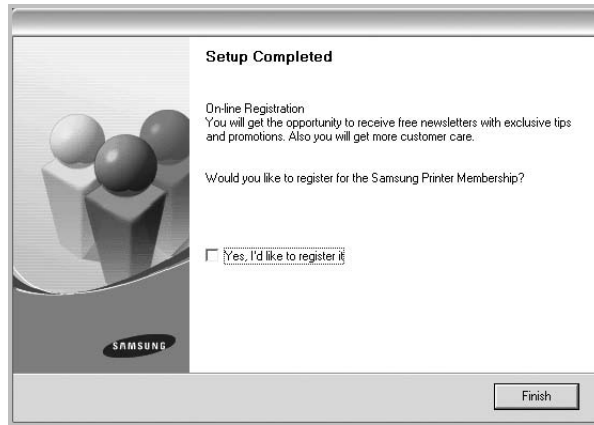 Setup Completed
On-line Registration
You will get the opportunity to receive free newsletters with exclusive tips
and promotions. Also you will get more customer care.
Would you like to register for the Samsung Printer Membership?
Yes, I'd like to register it
SAMSUNG
Finish